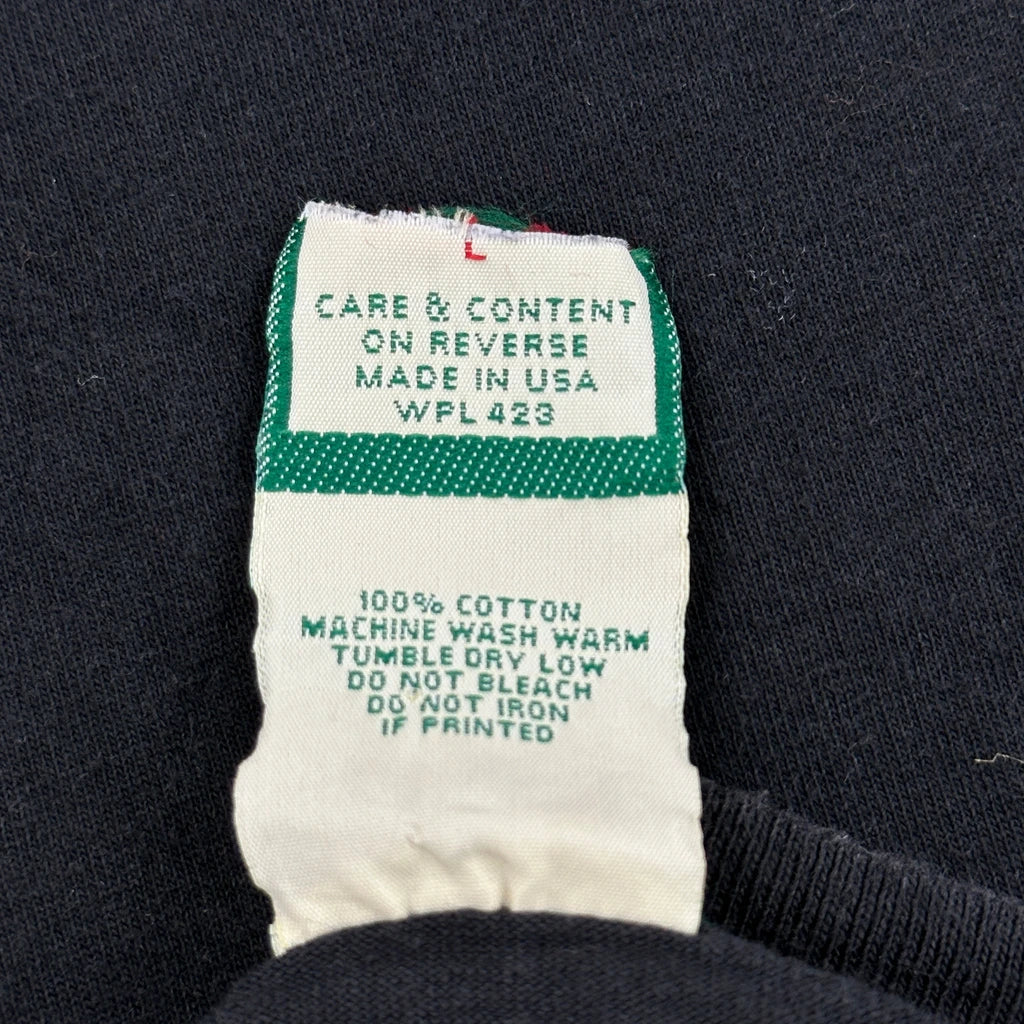 L
CARE & CONTENT
ON REVERSE
MADE IN USA
WPL 423
100% COTTON
MACHINE WASH WARM
TUMBLE DRY LOW
DO NOT BLEACH
DO NOT IRON
IF PRINTED